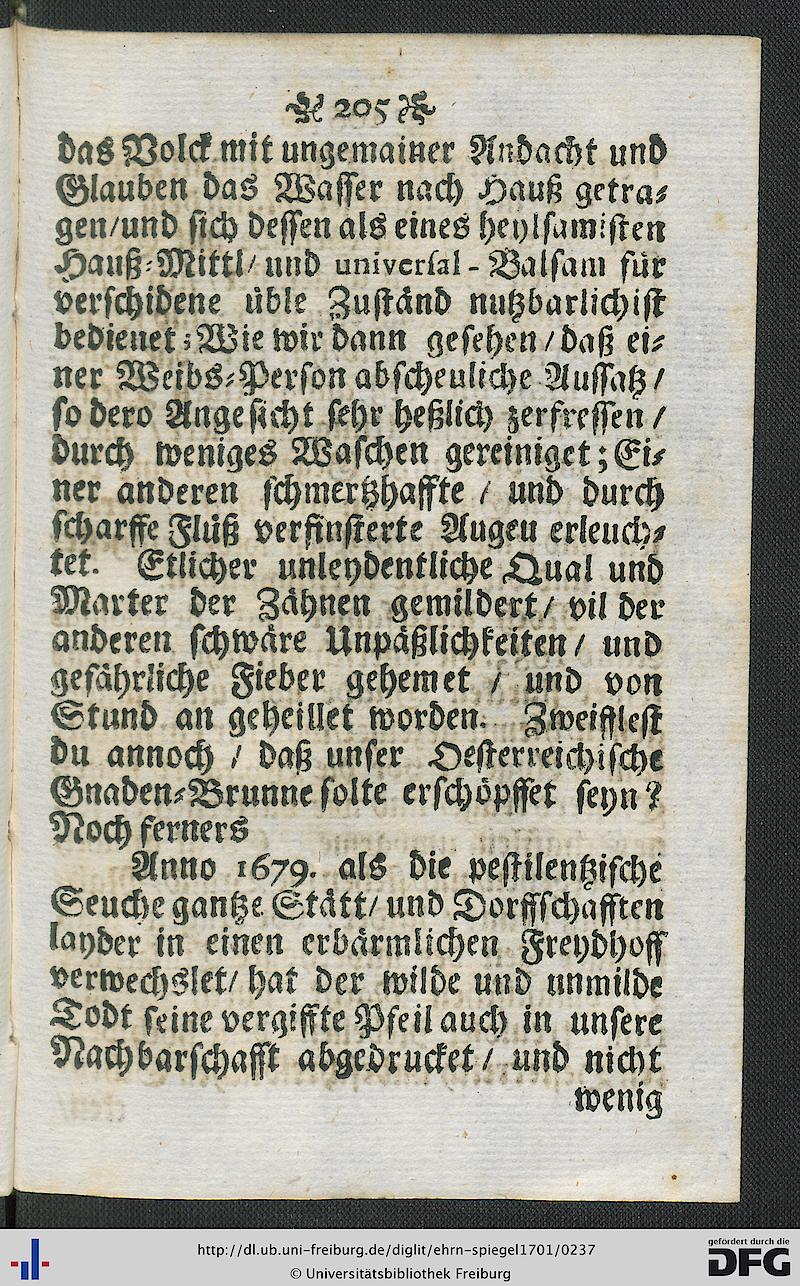 205
das Volck mit ungemainer Andacht und
Glauben das Wasser nach Hauß getra⸗
gen/und sich dessen als eines heylsamisten
Hauß⸗Mittl/ und universal - Balsam für
verschidene üble Zuständ nutzbarlichist
bedienet; Wie wir dann gesehen/ daß ei⸗
ner Weibs⸗Person abscheuliche Aussatz/
so dero Angesicht sehr heßlich zerfressen/
durch weniges Waschen gereiniget; Ei⸗
ner anderen schmertzhaffte / und durch
scharffe Flüß verfinsterte Augen erleuch⸗
tet. Etlicher unleydentliche Qual und
Marter der Zähnen gemildert/ vil der
anderen schwäre Unpäßlichkeiten/ und
gefährliche Fieber gehemet / und von
Stund an geheillet worden. Zweifflest
du annoch / daß unser Oesterreichische
Gnaden⸗Brunne solte erschöpffet seyn?
Noch ferners
Anno 1679. als die pestilentzische
Seuche gantze Stätt/ und Dorffschafften
layder in einen erbärmlichen Freydhoff
verwechslet/ hat der wilde und unmilde
Todt seine vergiffte Pfeil auch in unsere
Nachbarschafft abgedrucket/ und nicht
wenig
http://dl.ub.uni-freiburg.de/diglit/ehrn-spiegel1701/0237
© Universitätsbibliothek Freiburg
gefördert durch die
DFG